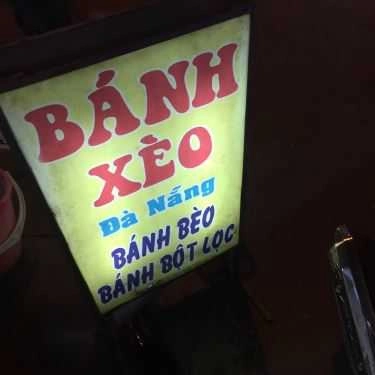 BÁNH
XÈO
Đà Nẵng
BÁNH BÈO
BÁNH BỘT LỌC